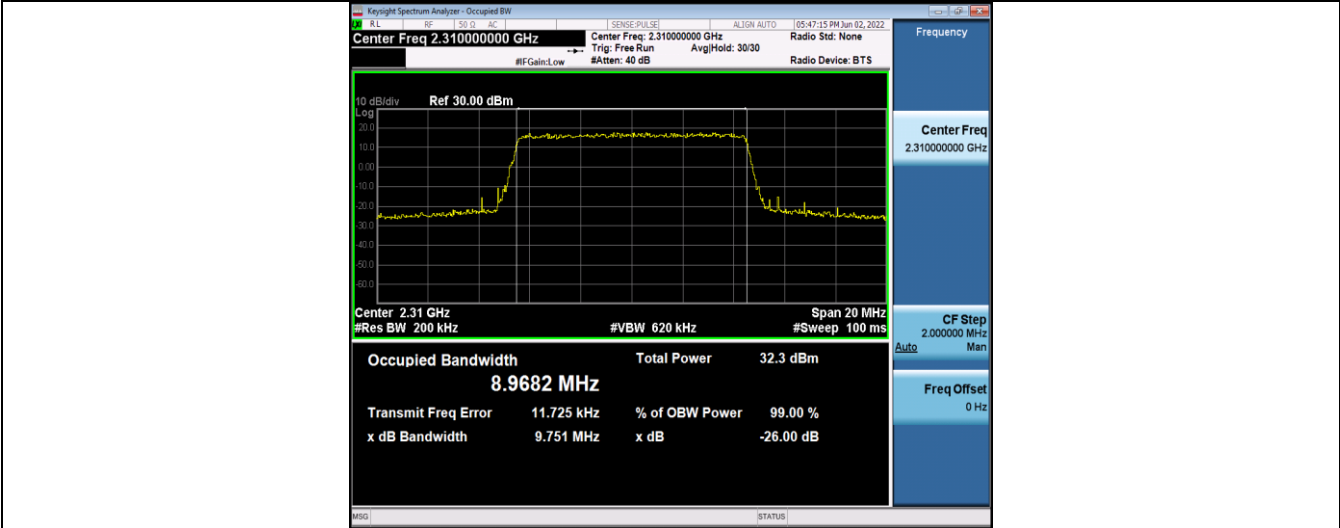 Keysight Spectrum Analyzer - Occupied BW
LXI RL RF 50 Ω AC SENSE:PULSE ALIGN AUTO 05:47:15 PM Jun 02, 2022
Center Freq 2.310000000 GHz Center Freq: 2.310000000 GHz Radio Std: None
Trig: Free Run Avg|Hold: 30/30
#IFGain:Low #Atten: 40 dB Radio Device: BTS
10 dB/div Ref 30.00 dBm
Log
20.0
10.0
0.00
-10.0
-20.0
-30.0
-40.0
-50.0
-60.0
Center 2.31 GHz Span 20 MHz
#Res BW 200 kHz #VBW 620 kHz #Sweep 100 ms
Occupied Bandwidth Total Power 32.3 dBm
8.9682 MHz
Transmit Freq Error 11.725 kHz % of OBW Power 99.00 %
x dB Bandwidth 9.751 MHz x dB -26.00 dB
MSG STATUS
Frequency
Center Freq
2.310000000 GHz
CF Step
2.000000 MHz
Auto Man
Freq Offset
0 Hz